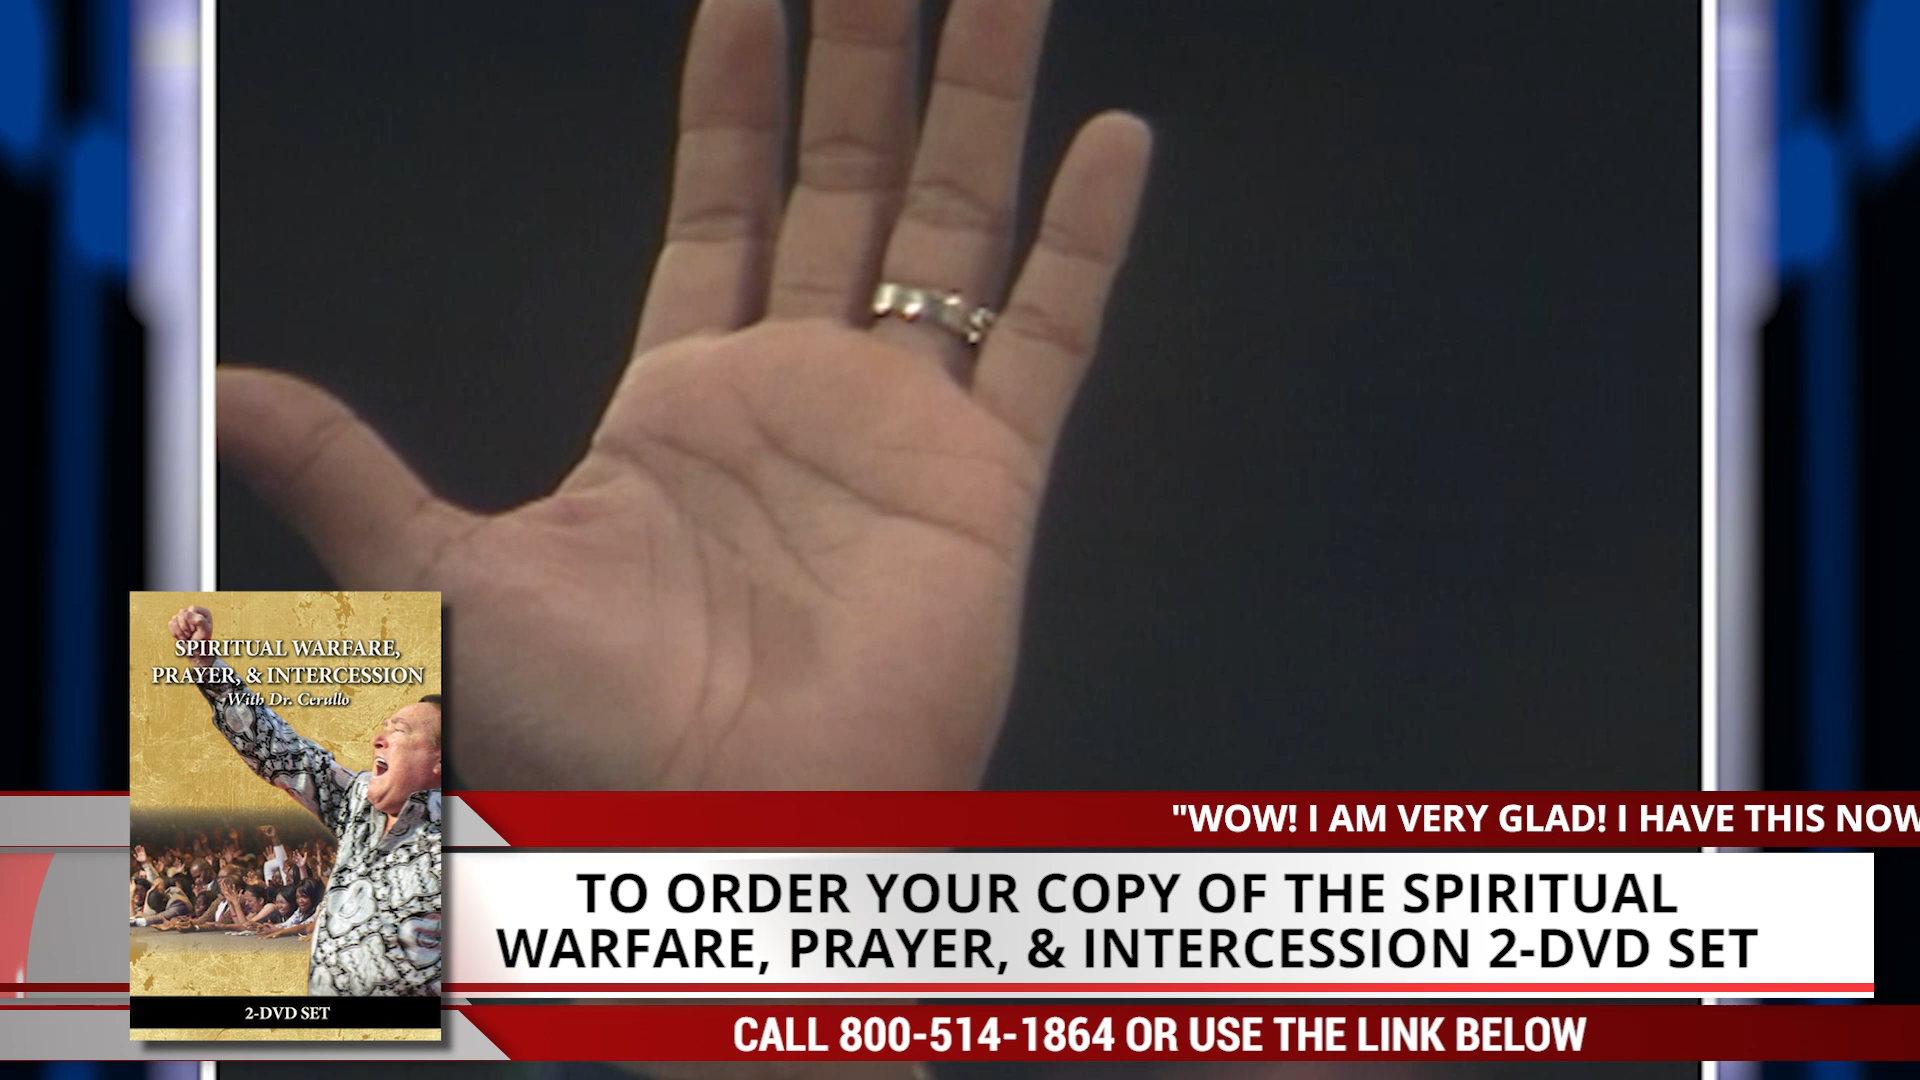 SPIRITUAL WARFARE,
PRAYER, & INTERCESSION
With Dr. Cerullo
2-DVD SET
"WOW! I AM VERY GLAD! I HAVE THIS NOW
TO ORDER YOUR COPY OF THE SPIRITUAL
WARFARE, PRAYER, & INTERCESSION 2-DVD SET
CALL 800-514-1864 OR USE THE LINK BELOW